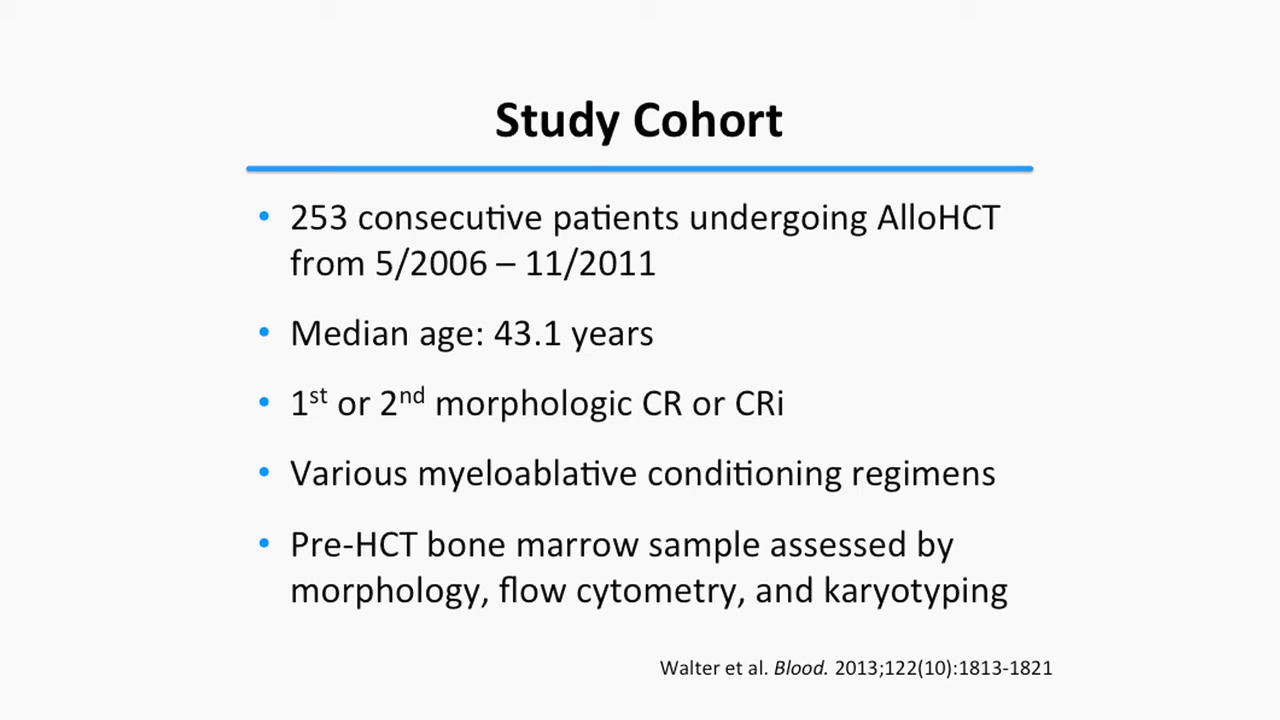 Study Cohort
• 253 consecutive patients undergoing AlloHCT
from 5/2006 – 11/2011
• Median age: 43.1 years
• 1st or 2nd morphologic CR or CRi
• Various myeloablative conditioning regimens
• Pre-HCT bone marrow sample assessed by
morphology, flow cytometry, and karyotyping
Walter et al. Blood. 2013;122(10):1813-1821